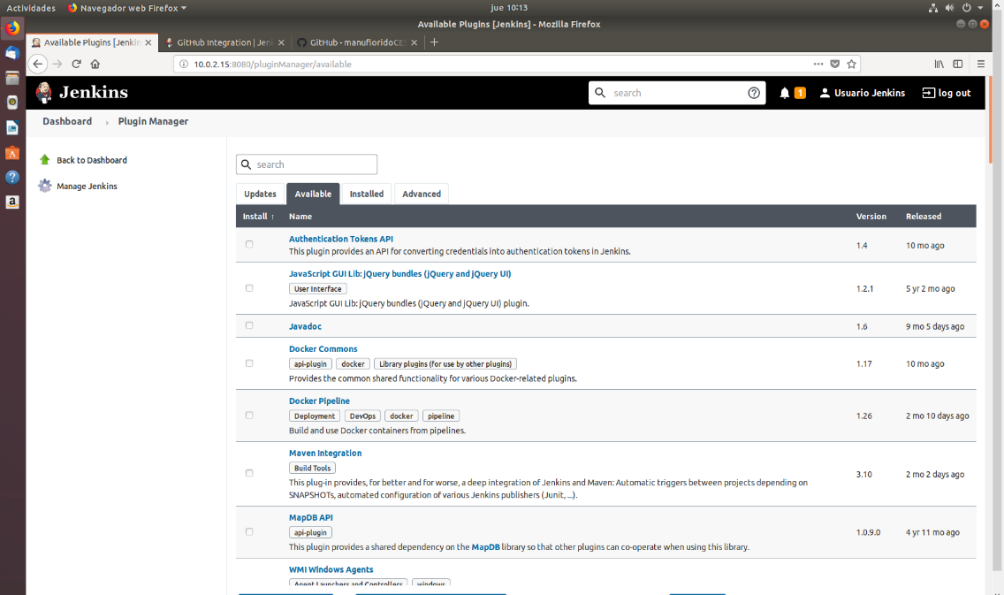 Actividades Navegador web Firefox jue 10:13
Available Plugins [Jenkins] - Mozilla Firefox
Available Plugins [Jenkin GitHub Integration | Jen GitHub - manufloridoC
10.0.2.15:8080/pluginManager/available
Jenkins search 1 Usuario Jenkins log out
Dashboard Plugin Manager
Back to Dashboard
Manage Jenkins
search
Updates Available Installed Advanced
Install ↑ Name Version Released
Authentication Tokens API
This plugin provides an API for converting credentials into authentication tokens in Jenkins.
1.4 10 mo ago
JavaScript GUI Lib: jQuery bundles (jQuery and jQuery UI)
User Interface
JavaScript GUI Lib: jQuery bundles (jQuery and jQuery UI) plugin.
1.2.1 5 yr 2 mo ago
Javadoc 1.6 9 mo 5 days ago
Docker Commons
api-plugin docker Library plugins (for use by other plugins)
Provides the common shared functionality for various Docker-related plugins.
1.17 10 mo ago
Docker Pipeline
Deployment DevOps docker pipeline
Build and use Docker containers from pipelines.
1.26 2 mo 10 days ago
Maven Integration
Build Tools
This plug-in provides, for better and for worse, a deep integration of Jenkins and Maven: Automatic triggers between projects depending on
SNAPSHOTs, automated configuration of various Jenkins publishers (Junit, ...).
3.10 2 mo 2 days ago
MapDB API
api-plugin
This plugin provides a shared dependency on the MapDB library so that other plugins can co-operate when using this library.
1.0.9.0 4 yr 11 mo ago
WMI Windows Agents
Agent Launchers and Controllers windows